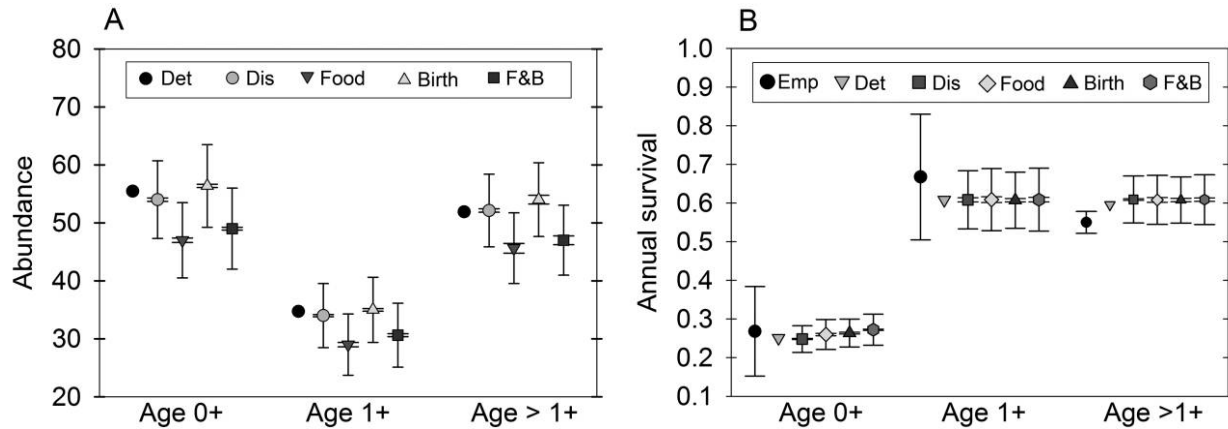 A
Abundance
80
70
60
50
40
30
20
Det Dis Food Birth F&B
Age 0+ Age 1+ Age > 1+
B
Annual survival
1.0
0.9
0.8
0.7
0.6
0.5
0.4
0.3
0.2
0.1
Emp Det Dis Food Birth F&B
Age 0+ Age 1+ Age >1+